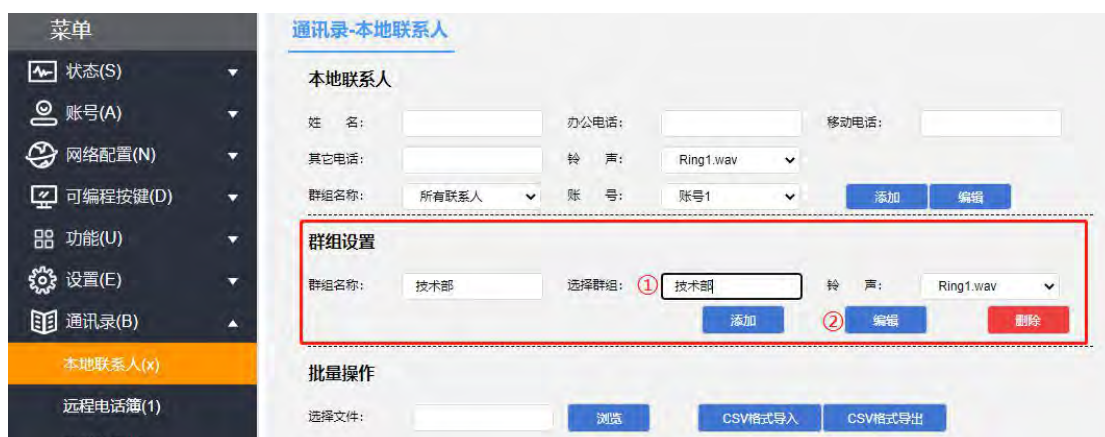 菜单
状态(S)
账号(A)
网络配置(N)
可编程按键(D)
功能(U)
设置(E)
通讯录(B)
本地联系人(x)
远程电话簿(1)
通讯录-本地联系人
本地联系人
姓 名: 办公电话: 移动电话:
其它电话: 铃 声: Ring1.wav
群组名称: 所有联系人 账 号: 账号1 添加 编辑
群组设置
群组名称: 技术部 选择群组: ① 技术部 铃 声: Ring1.wav
添加 ② 编辑 删除
批量操作
选择文件: 浏览 CSV格式导入 CSV格式导出